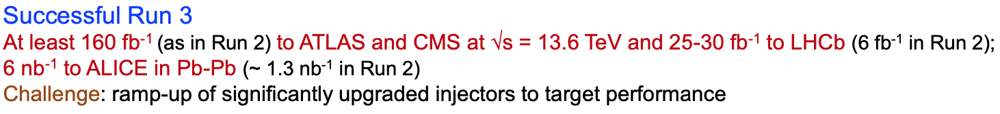 Successful Run 3
At least 160 fb⁻¹ (as in Run 2) to ATLAS and CMS at √s = 13.6 TeV and 25-30 fb⁻¹ to LHCb (6 fb⁻¹ in Run 2);
6 nb⁻¹ to ALICE in Pb-Pb (~ 1.3 nb⁻¹ in Run 2)
Challenge: ramp-up of significantly upgraded injectors to target performance